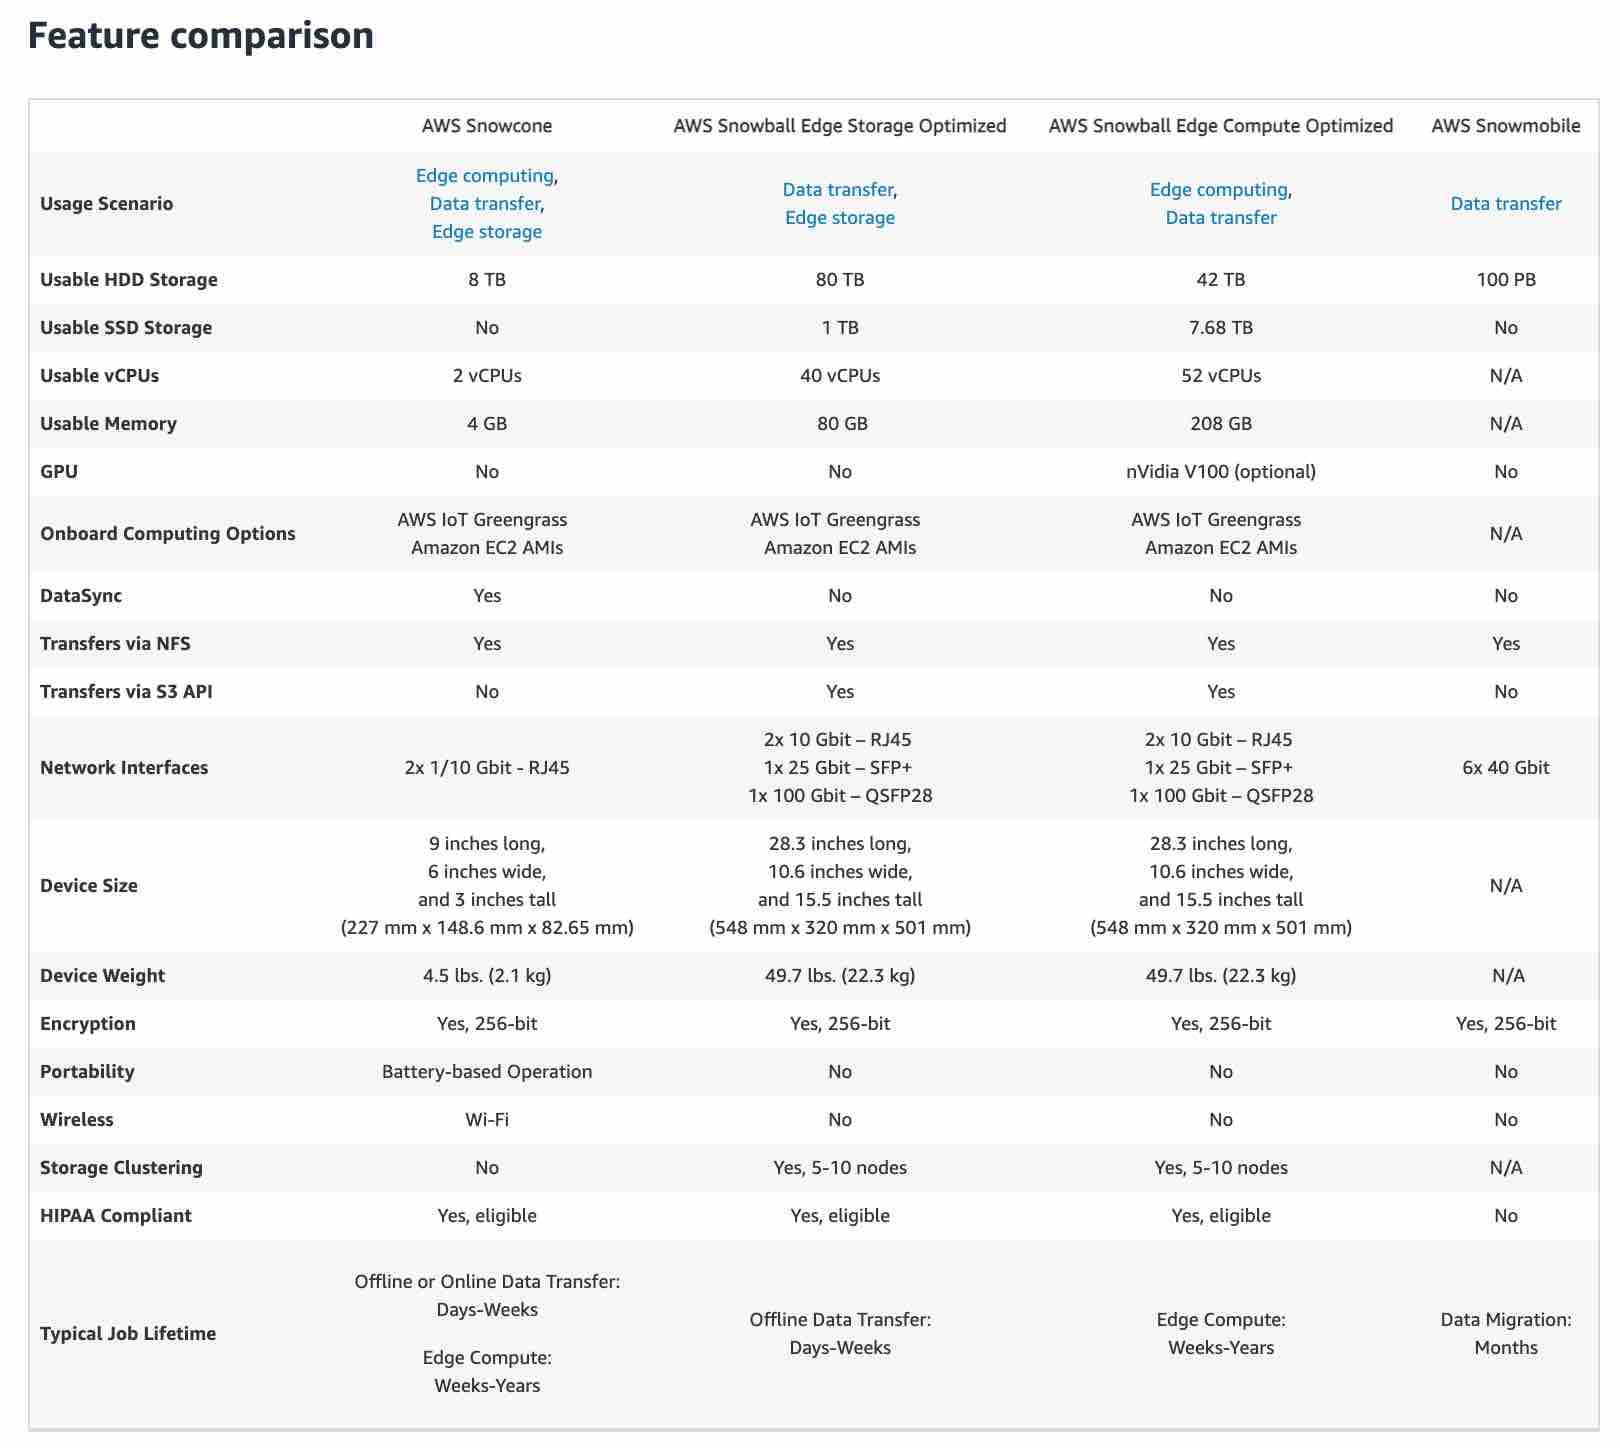 Feature comparison
AWS Snowcone AWS Snowball Edge Storage Optimized AWS Snowball Edge Compute Optimized AWS Snowmobile
Usage Scenario
Edge computing,
Data transfer,
Edge storage
Data transfer,
Edge storage
Edge computing,
Data transfer
Data transfer
Usable HDD Storage 8 TB 80 TB 42 TB 100 PB
Usable SSD Storage No 1 TB 7.68 TB No
Usable vCPUs 2 vCPUs 40 vCPUs 52 vCPUs N/A
Usable Memory 4 GB 80 GB 208 GB N/A
GPU No No nVidia V100 (optional) No
Onboard Computing Options
AWS IoT Greengrass
Amazon EC2 AMIs
AWS IoT Greengrass
Amazon EC2 AMIs
AWS IoT Greengrass
Amazon EC2 AMIs
N/A
DataSync Yes No No No
Transfers via NFS Yes Yes Yes Yes
Transfers via S3 API No Yes Yes No
Network Interfaces
2x 1/10 Gbit - RJ45
2x 10 Gbit – RJ45
1x 25 Gbit – SFP+
1x 100 Gbit – QSFP28
2x 10 Gbit – RJ45
1x 25 Gbit – SFP+
1x 100 Gbit – QSFP28
6x 40 Gbit
Device Size
9 inches long,
6 inches wide,
and 3 inches tall
(227 mm x 148.6 mm x 82.65 mm)
28.3 inches long,
10.6 inches wide,
and 15.5 inches tall
(548 mm x 320 mm x 501 mm)
28.3 inches long,
10.6 inches wide,
and 15.5 inches tall
(548 mm x 320 mm x 501 mm)
N/A
Device Weight 4.5 lbs. (2.1 kg) 49.7 lbs. (22.3 kg) 49.7 lbs. (22.3 kg) N/A
Encryption Yes, 256-bit Yes, 256-bit Yes, 256-bit Yes, 256-bit
Portability Battery-based Operation No No No
Wireless Wi-Fi No No No
Storage Clustering No Yes, 5-10 nodes Yes, 5-10 nodes N/A
HIPAA Compliant Yes, eligible Yes, eligible Yes, eligible No
Typical Job Lifetime
Offline or Online Data Transfer:
Days-Weeks
Edge Compute:
Weeks-Years
Offline Data Transfer:
Days-Weeks
Edge Compute:
Weeks-Years
Data Migration:
Months